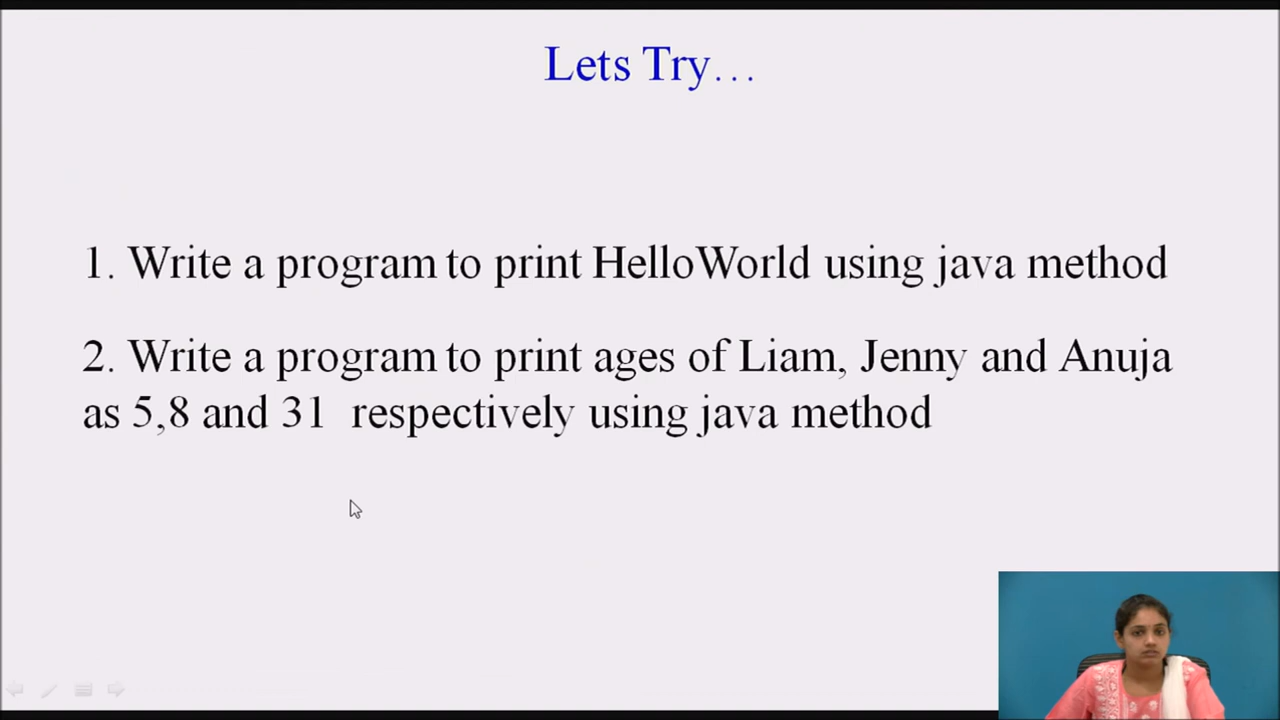 Lets Try...
1. Write a program to print HelloWorld using java method
2. Write a program to print ages of Liam, Jenny and Anuja
as 5,8 and 31 respectively using java method